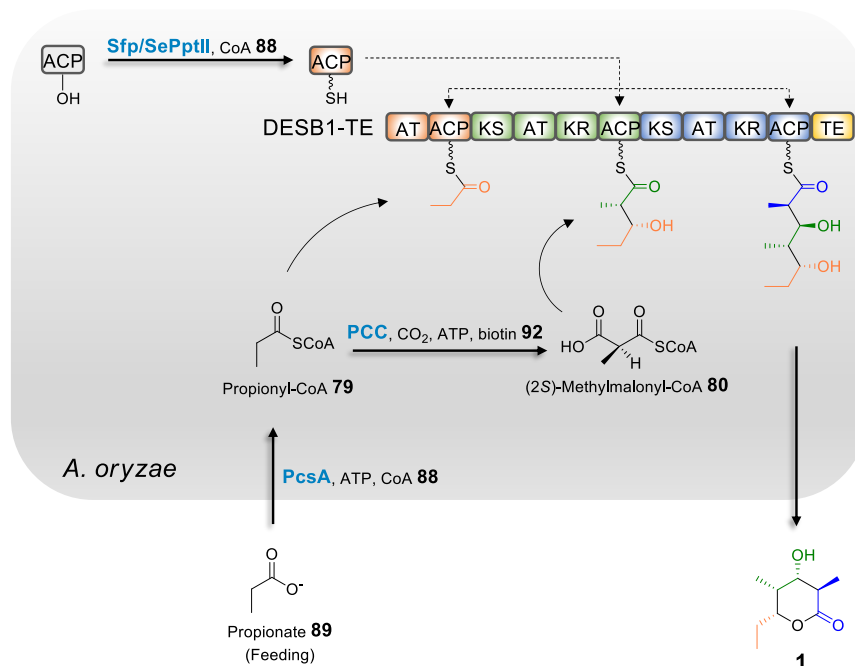 Sfp/SePptII, CoA 88
ACP
OH
ACP
SH
DESB1-TE AT ACP KS AT KR ACP KS AT KR ACP TE
S
O
S
O
OH
S
O
OH
OH
O
SCoA
Propionyl-CoA 79
PCC, CO2, ATP, biotin 92
O
O
HO
SCoA
H
(2S)-Methylmalonyl-CoA 80
A. oryzae
PcsA, ATP, CoA 88
O
O-
Propionate 89
(Feeding)
OH
O
O
1